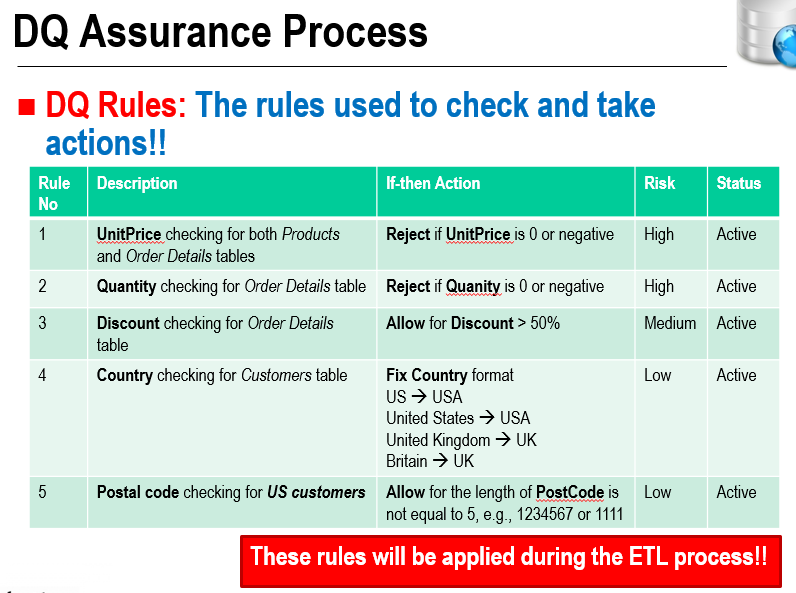 DQ Assurance Process
■ DQ Rules: The rules used to check and take
actions!!
Rule No Description If-then Action Risk Status
1 UnitPrice checking for both Products and Order Details tables Reject if UnitPrice is 0 or negative High Active
2 Quantity checking for Order Details table Reject if Quanity is 0 or negative High Active
3 Discount checking for Order Details table Allow for Discount > 50% Medium Active
4 Country checking for Customers table Fix Country format Low Active
US → USA
United States → USA
United Kingdom → UK
Britain → UK
5 Postal code checking for US customers Allow for the length of PostCode is not equal to 5, e.g., 1234567 or 1111 Low Active
These rules will be applied during the ETL process!!